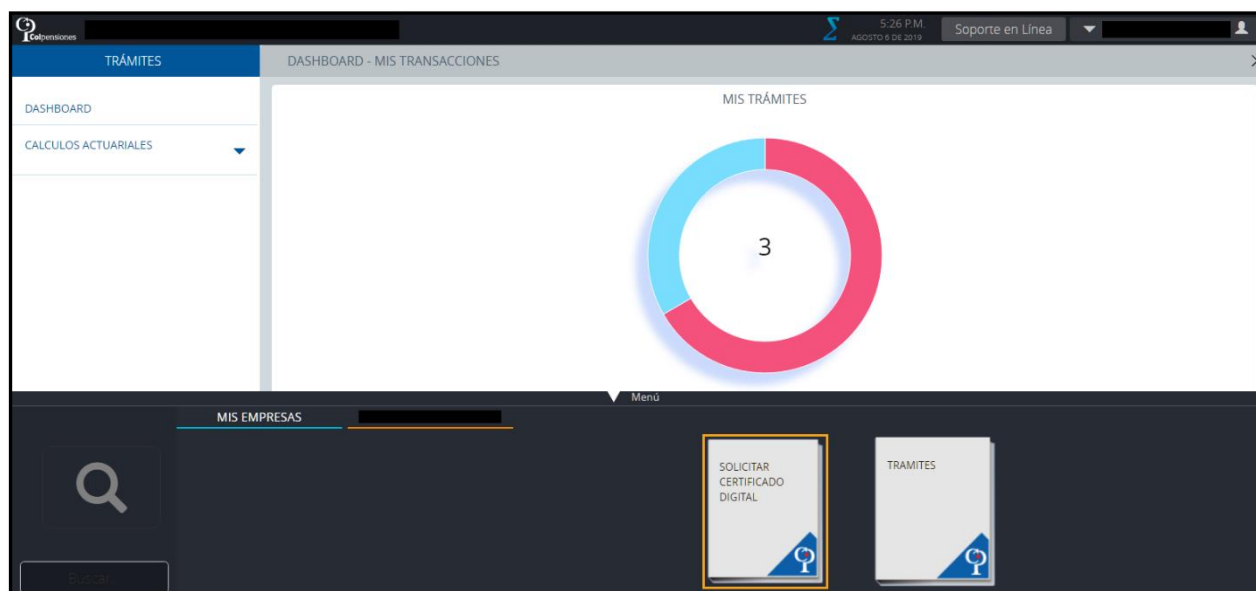 Colpensiones
5:26 P.M.
AGOSTO 6 DE 2019
Soporte en Línea
TRÁMITES
DASHBOARD - MIS TRANSACCIONES
DASHBOARD
CALCULOS ACTUARIALES
MIS TRÁMITES
3
Menú
MIS EMPRESAS
SOLICITAR
CERTIFICADO
DIGITAL
TRAMITES
Buscar